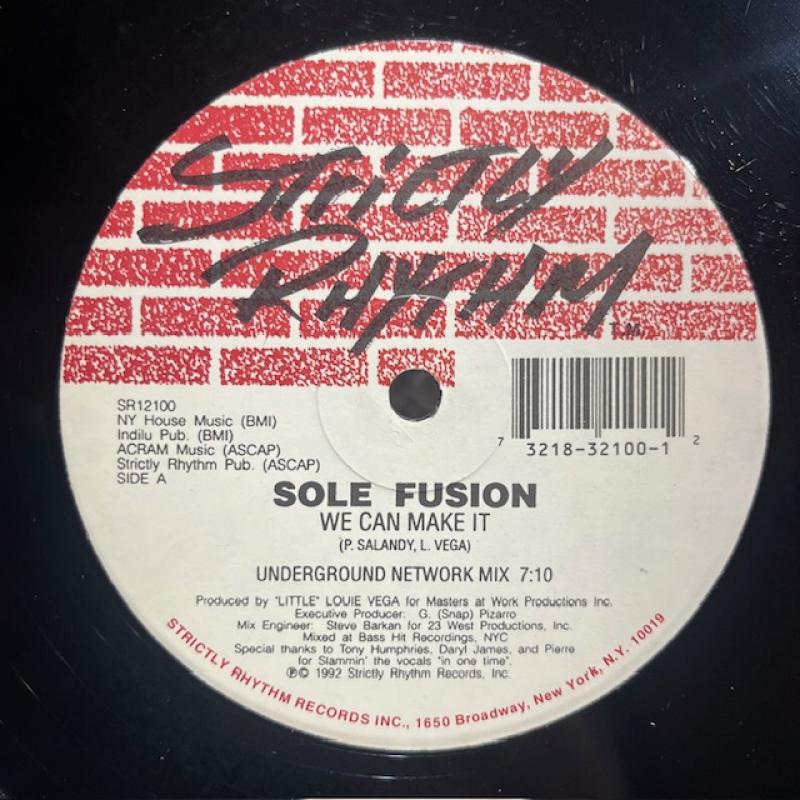 STRICTLY
RHYTHM
T.M.
SR12100
NY House Music (BMI)
Indilu Pub. (BMI)
ACRAM Music (ASCAP)
Strictly Rhythm Pub. (ASCAP)
SIDE A
7 3218-32100-1 2
SOLE FUSION
WE CAN MAKE IT
(P. SALANDY, L. VEGA)
UNDERGROUND NETWORK MIX 7:10
Produced by "LITTLE" LOUIE VEGA for Masters at Work Productions Inc.
Executive Producer: G. (Snap) Pizarro
Mix Engineer: Steve Barkan for 23 West Productions, Inc.
Mixed at Bass Hit Recordings, NYC
Special thanks to Tony Humphries, Daryl James, and Pierre
for Slammin' the vocals "in one time".
℗© 1992 Strictly Rhythm Records, Inc.
STRICTLY RHYTHM RECORDS INC., 1650 Broadway, New York, N.Y. 10019